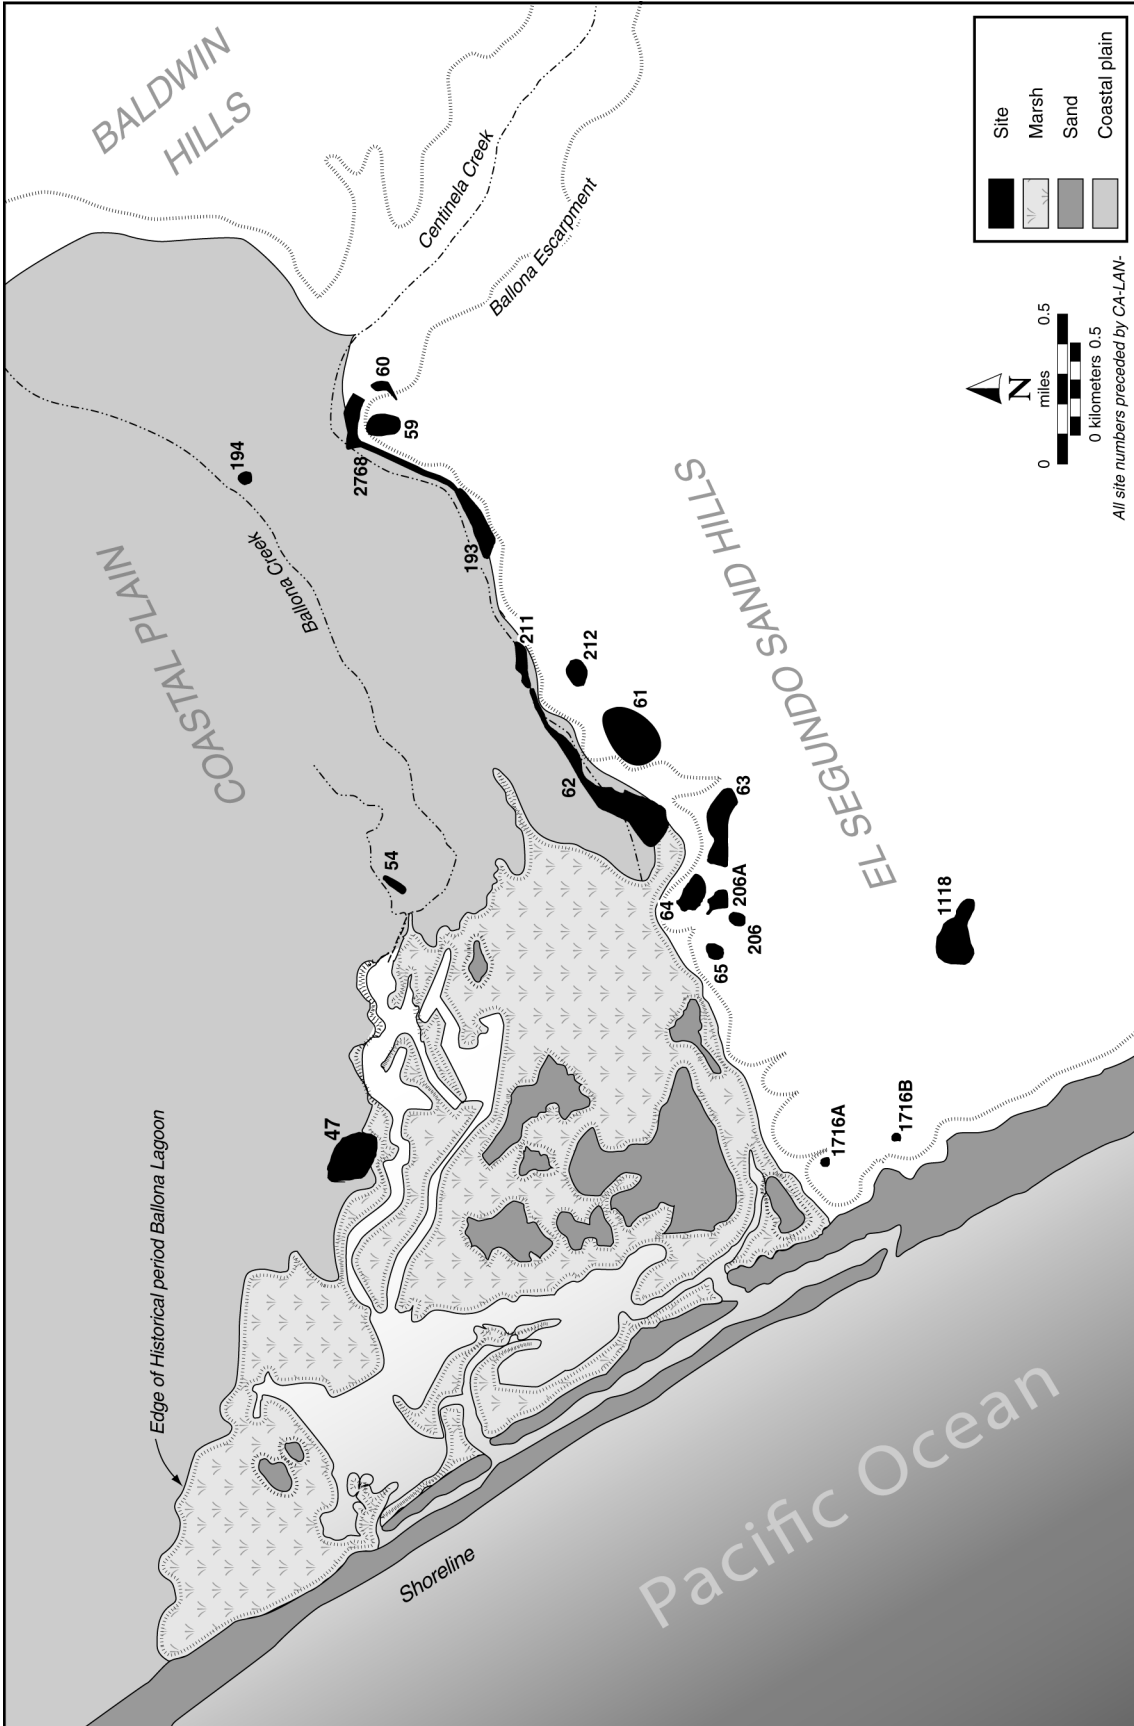 BALDWIN
HILLS
Centinela Creek
Ballona Escarpment
COASTAL PLAIN
Ballona Creek
194
60
59
2768
193
211
212
61
62
54
63
64
206A
206
65
1118
EL SEGUNDO SAND HILLS
47
1716A
1716B
Edge of Historical period Ballona Lagoon
Shoreline
Pacific Ocean
Site
Marsh
Sand
Coastal plain
N
0 miles 0.5
0 kilometers 0.5
All site numbers preceded by CA-LAN-